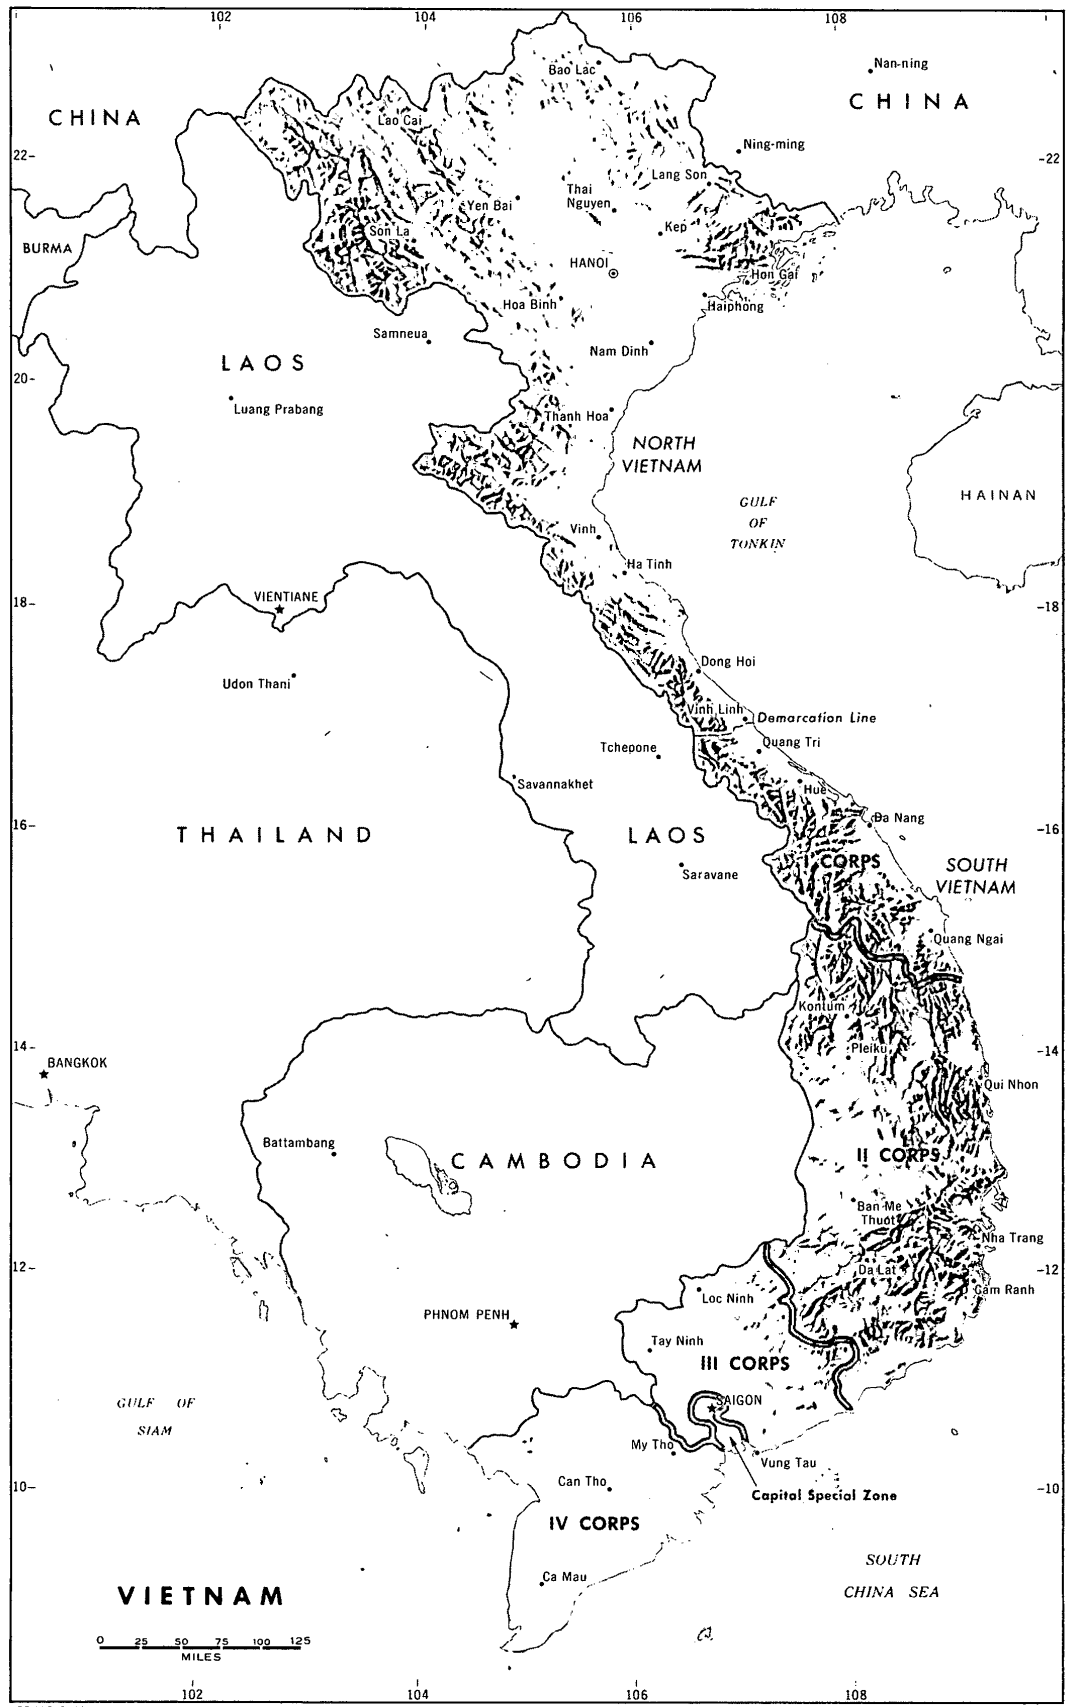 102 104 106 108
Bao Lac
Nan-ning
CHINA
CHINA
Lao Cai
22-
Ning-ming
-22
Lang Son
Thai
Nguyen
Yen Bai
Kep
Son La
BURMA
HANOI
Hon Gai
Hoa Binh
Haiphong
Samneua
Nam Dinh
LAOS
20-
Luang Prabang
Thanh Hoa
NORTH
VIETNAM
HAINAN
GULF
OF
TONKIN
Vinh
Ha Tinh
VIENTIANE
18-
-18
Dong Hoi
Udon Thani
Vinh Linh
Demarcation Line
Quang Tri
Tchepone
Savannakhet
Hue
Da Nang
16-
-16
THAILAND
LAOS
I CORPS
SOUTH
VIETNAM
Saravane
Quang Ngai
Kontum
14-
-14
Pleiku
BANGKOK
Qui Nhon
Battambang
CAMBODIA
II CORPS
Ban Me
Thuot
Nha Trang
12-
-12
Da Lat
Cam Ranh
Loc Ninh
PHNOM PENH
Tay Ninh
III CORPS
GULF OF
SIAM
SAIGON
My Tho
Vung Tau
Can Tho
10-
-10
Capital Special Zone
IV CORPS
SOUTH
CHINA SEA
Ca Mau
VIETNAM
0 25 50 75 100 125
MILES
102 104 106 108